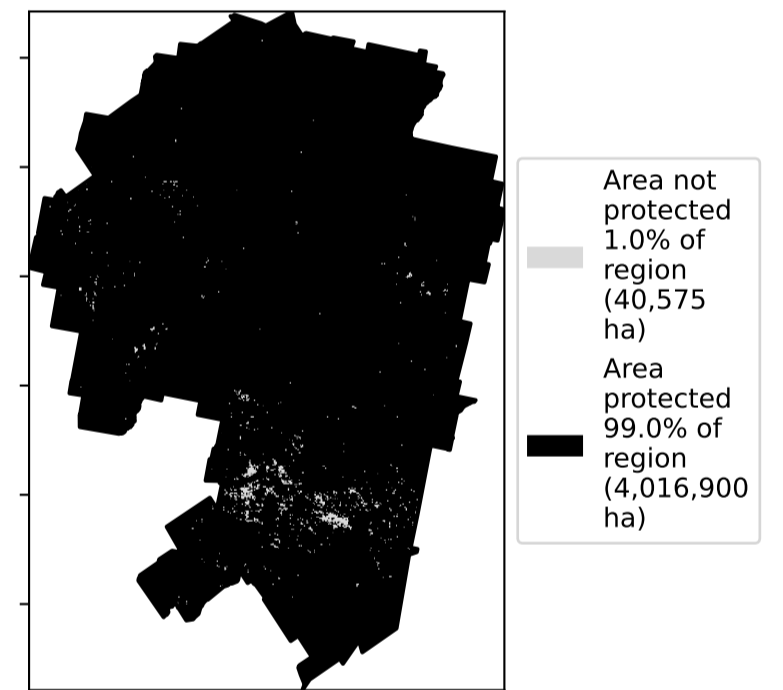 Area not
protected
1.0% of
region
(40,575
ha)
Area
protected
99.0% of
region
(4,016,900
ha)